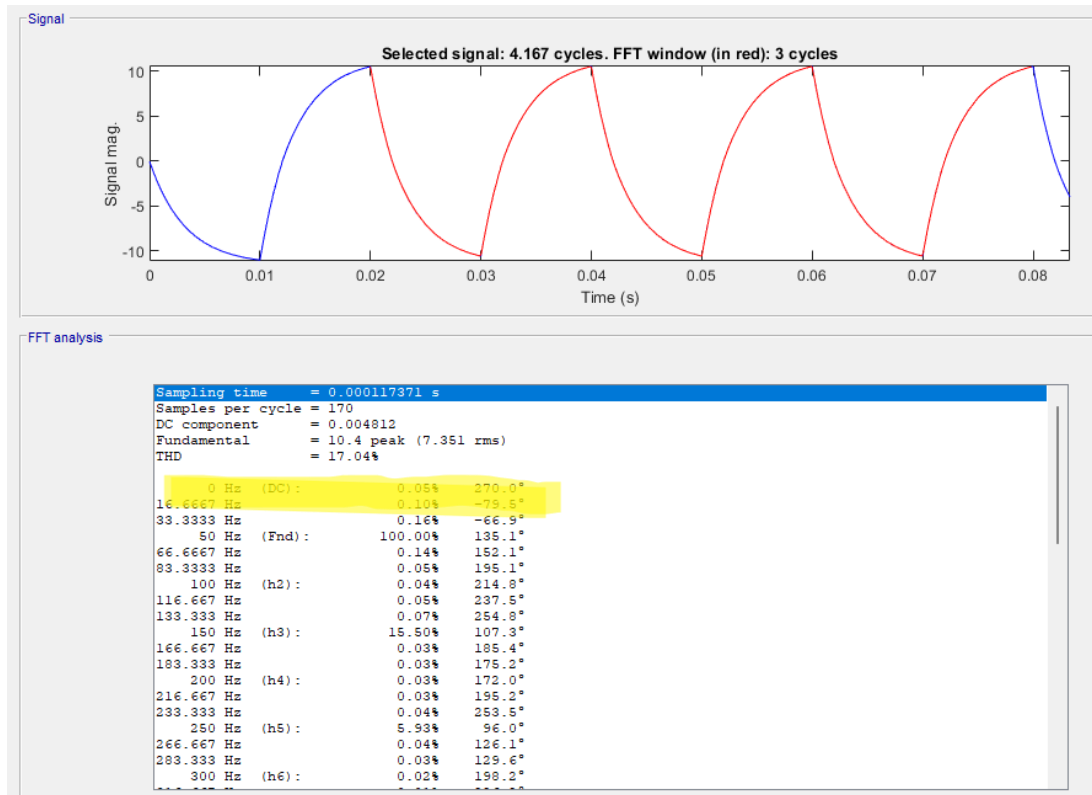 Signal
Selected signal: 4.167 cycles. FFT window (in red): 3 cycles
10
5
0
-5
-10
Signal mag.
0 0.01 0.02 0.03 0.04 0.05 0.06 0.07 0.08
Time (s)
FFT analysis
Sampling time = 0.000117371 s
Samples per cycle = 170
DC component = 0.004812
Fundamental = 10.4 peak (7.351 rms)
THD = 17.04%
0 Hz (DC): 0.05% 270.0°
16.6667 Hz 0.10% -79.5°
33.3333 Hz 0.16% -66.9°
50 Hz (Fnd): 100.00% 135.1°
66.6667 Hz 0.14% 152.1°
83.3333 Hz 0.05% 195.1°
100 Hz (h2): 0.04% 214.8°
116.667 Hz 0.05% 237.5°
133.333 Hz 0.07% 254.8°
150 Hz (h3): 15.50% 107.3°
166.667 Hz 0.03% 185.4°
183.333 Hz 0.03% 175.2°
200 Hz (h4): 0.03% 172.0°
216.667 Hz 0.03% 195.2°
233.333 Hz 0.04% 253.5°
250 Hz (h5): 5.93% 96.0°
266.667 Hz 0.04% 126.1°
283.333 Hz 0.03% 129.6°
300 Hz (h6): 0.02% 198.2°